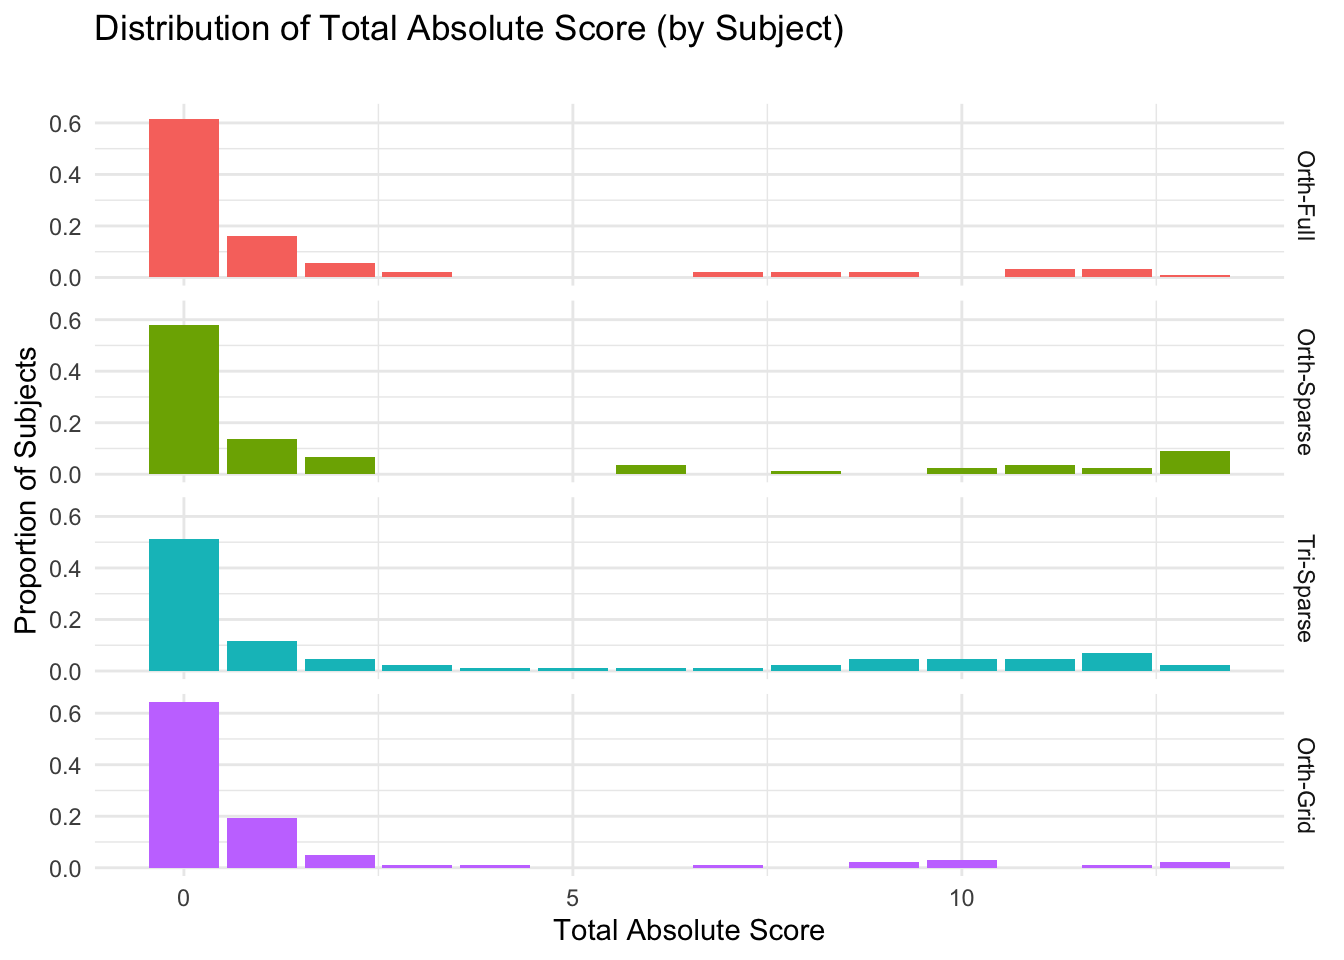 Distribution of Total Absolute Score (by Subject)
Proportion of Subjects
0.6
0.4
0.2
0.0
Orth-Full
0.6
0.4
0.2
0.0
Orth-Sparse
0.6
0.4
0.2
0.0
Tri-Sparse
0.6
0.4
0.2
0.0
Orth-Grid
0 5 10
Total Absolute Score